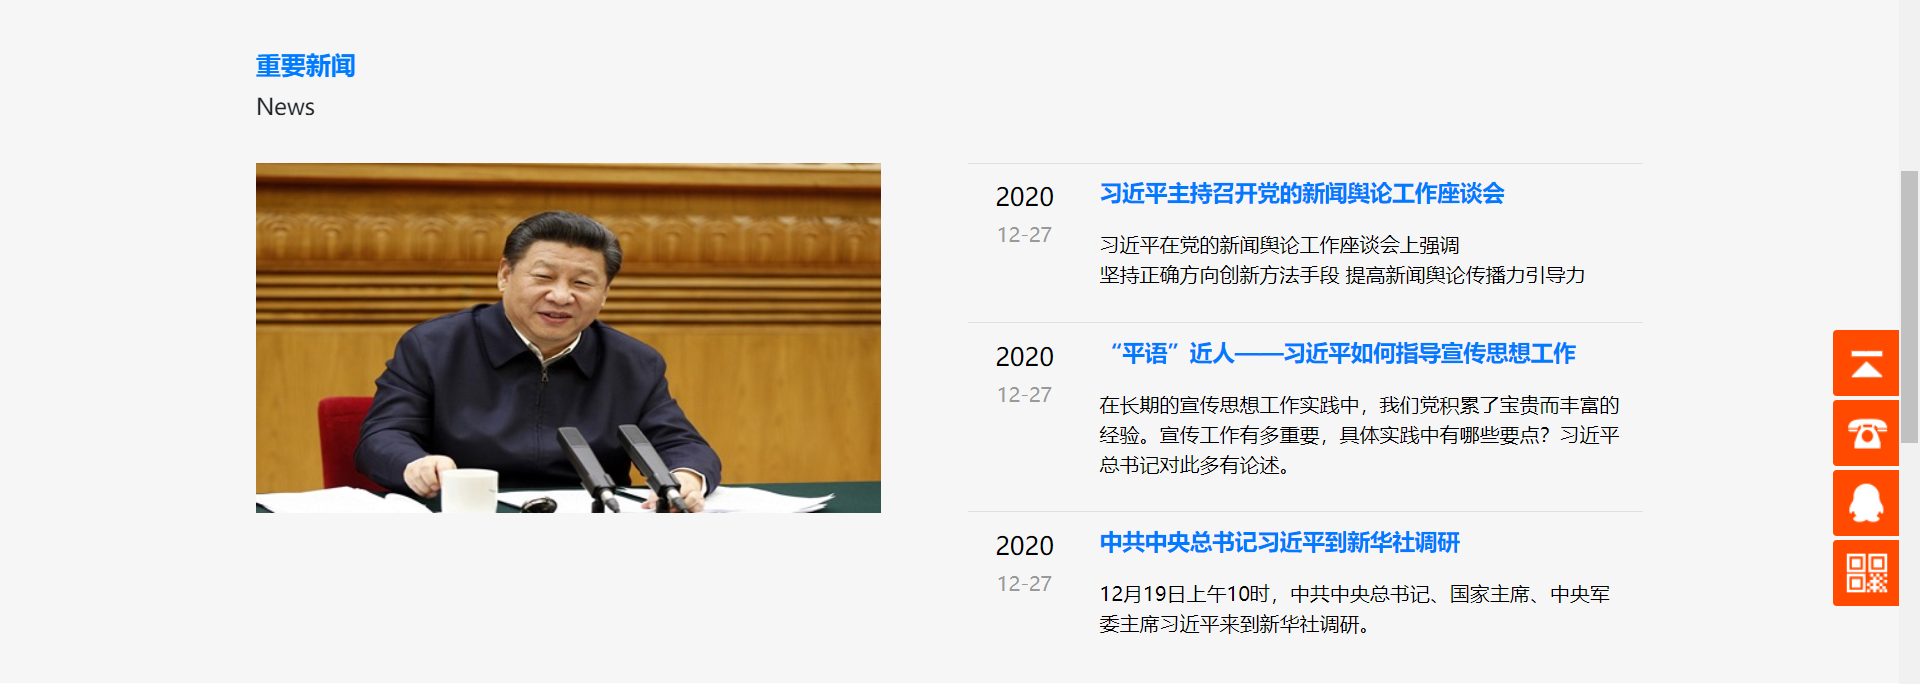 重要新闻
News
2020
12-27
习近平主持召开党的新闻舆论工作座谈会
习近平在党的新闻舆论工作座谈会上强调
坚持正确方向创新方法手段 提高新闻舆论传播力引导力
2020
12-27
“平语”近人——习近平如何指导宣传思想工作
在长期的宣传思想工作实践中，我们党积累了宝贵而丰富的
经验。宣传工作有多重要，具体实践中有哪些要点？习近平
总书记对此多有论述。
2020
12-27
中共中央总书记习近平到新华社调研
12月19日上午10时，中共中央总书记、国家主席、中央军
委主席习近平来到新华社调研。